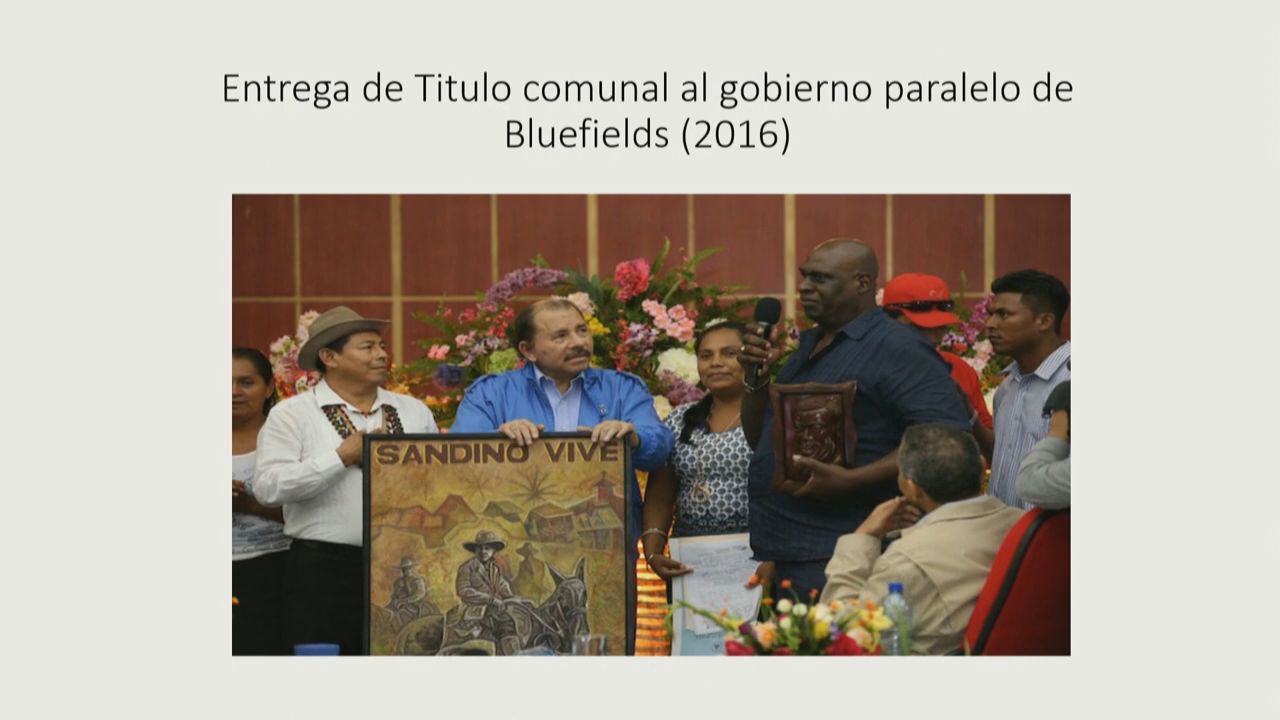 Entrega de Titulo comunal al gobierno paralelo de
Bluefields (2016)
SANDINO VIVE